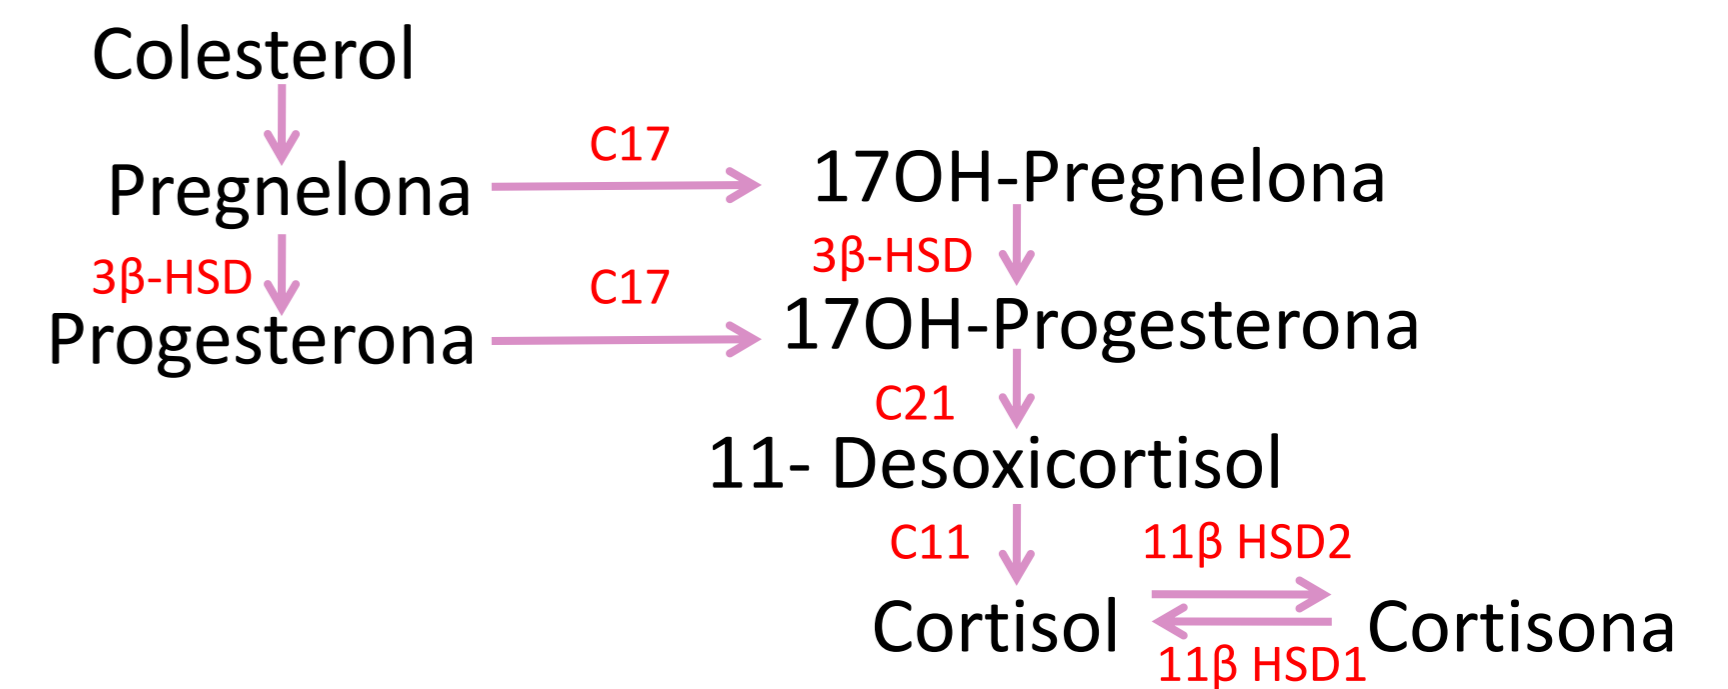 Colesterol
C17
Pregnelona
17OH-Pregnelona
3β-HSD
3β-HSD
C17
Progesterona
17OH-Progesterona
C21
11- Desoxicortisol
C11
11β HSD2
Cortisol
Cortisona
11β HSD1